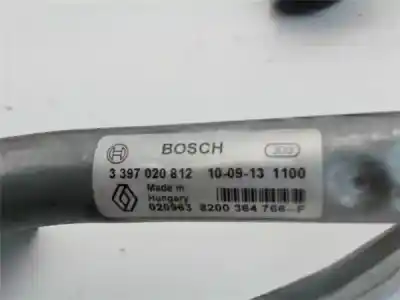 BOSCH
3 397 020 812 10-09-13 1100
Made in
Hungary
020963 8200 364 766-F